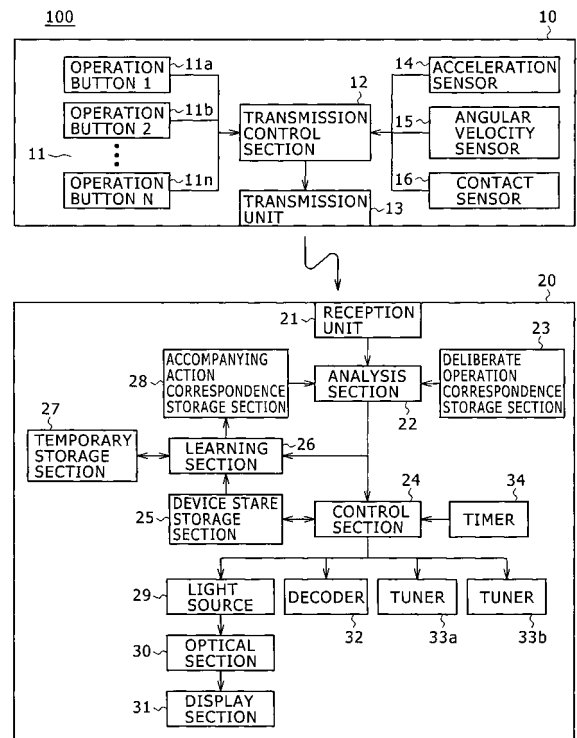 100
10
OPERATION
BUTTON 1
11a
OPERATION
BUTTON 2
11b
11
OPERATION
BUTTON N
11n
12
TRANSMISSION
CONTROL
SECTION
TRANSMISSION
UNIT
13
14
ACCELERATION
SENSOR
15
ANGULAR
VELOCITY
SENSOR
16
CONTACT
SENSOR
20
21
RECEPTION
UNIT
23
28
ACCOMPANYING
ACTION
CORRESPONDENCE
STORAGE SECTION
ANALYSIS
SECTION
22
DELIBERATE
OPERATION
CORRESPONDENCE
STORAGE SECTION
27
TEMPORARY
STORAGE
SECTION
LEARNING
SECTION
26
24
34
25
DEVICE STARE
STORAGE
SECTION
CONTROL
SECTION
TIMER
29
LIGHT
SOURCE
DECODER
32
TUNER
33a
TUNER
33b
30
OPTICAL
SECTION
31
DISPLAY
SECTION